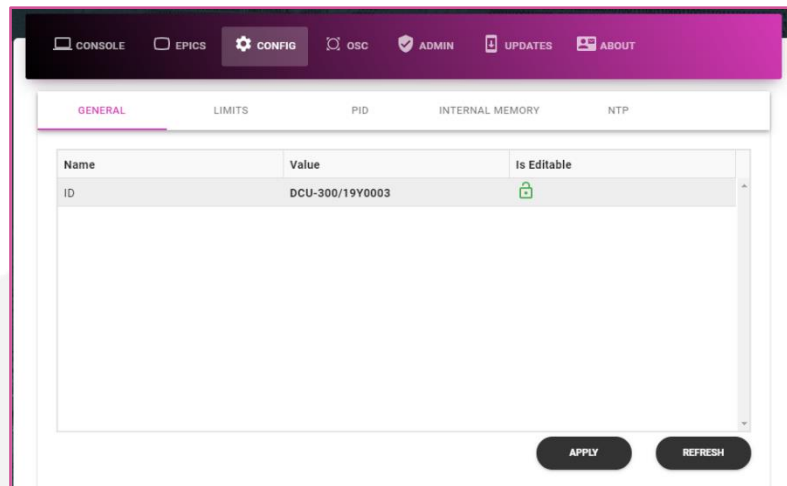 CONSOLE EPICS CONFIG OSC ADMIN UPDATES ABOUT
GENERAL LIMITS PID INTERNAL MEMORY NTP
Name Value Is Editable
ID DCU-300/19Y0003
APPLY REFRESH